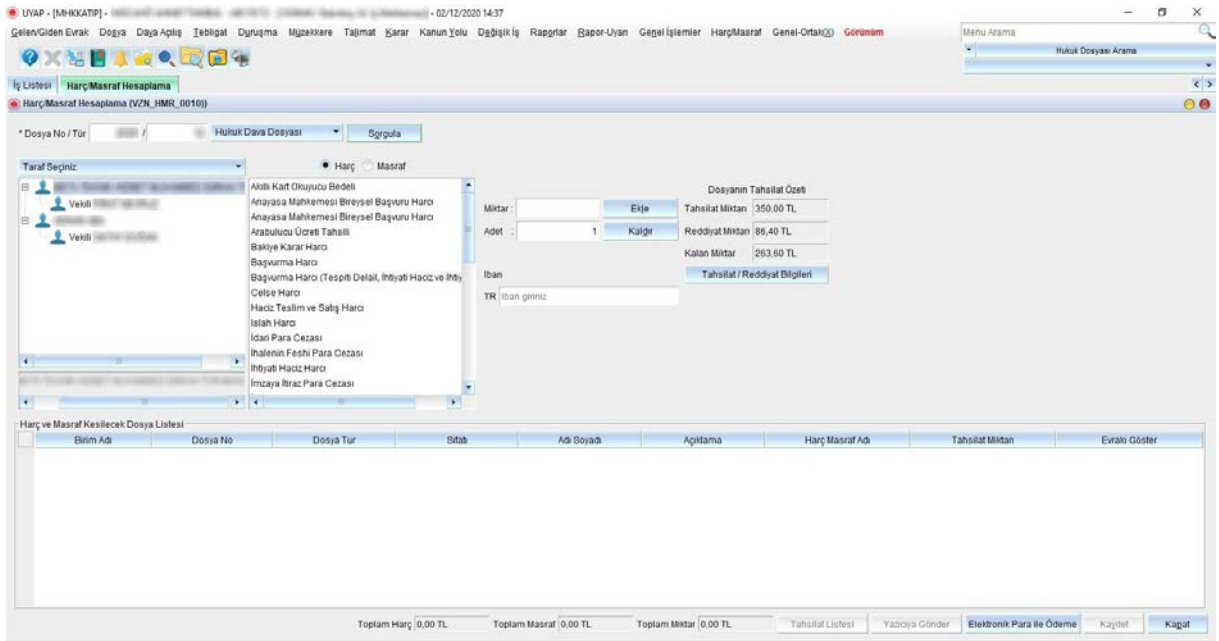 UYAP - [MHKKATIP] - - 02/12/2020 14:37
Gelen/Giden Evrak Dosya Dava Açılış Tebligat Duruşma Müzekkere Talimat Karar Kanun Yolu Değişik İş Raporlar Rapor-Uyarı Genel İşlemler Harç/Masraf Genel-Ortak(X) Görünüm
Menu Arama
Hukuk Dosyası Arama
İş Listesi Harç/Masraf Hesaplama
Harç/Masraf Hesaplama (VZN_HMR_0010))
* Dosya No / Tür / Hukuk Dava Dosyası Sorgula
Taraf Seçiniz
Harç Masraf
Vekili
Vekili
Akıllı Kart Okuyucu Bedeli
Anayasa Mahkemesi Bireysel Başvuru Harcı
Anayasa Mahkemesi Bireysel Başvuru Harcı
Arabulucu Ücreti Tahsili
Bakiye Karar Harcı
Başvurma Harcı
Başvurma Harcı (Tespiti Delail, İhtiyati Haciz ve İhtiy
Celse Harcı
Haciz Teslim ve Satış Harcı
Islah Harcı
İdari Para Cezası
İhalenin Feshi Para Cezası
İhtiyati Haciz Harcı
İmzaya İtiraz Para Cezası
Miktar : Ekle
Adet : 1 Kaldır
Iban
TR Iban giriniz
Dosyanın Tahsilat Özeti
Tahsilat Miktarı 350,00 TL
Reddiyat Miktarı 86,40 TL
Kalan Miktar 263,60 TL
Tahsilat / Reddiyat Bilgileri
Harç ve Masraf Kesilecek Dosya Listesi
Birim Adı Dosya No Dosya Tur Sıfatı Adı Soyadı Açıklama Harç Masraf Adı Tahsilat Miktarı Evrakı Göster
Toplam Harç 0,00 TL Toplam Masraf 0,00 TL Toplam Miktar 0,00 TL Tahsilat Listesi Yazıcıya Gönder Elektronik Para ile Ödeme Kaydet Kapat